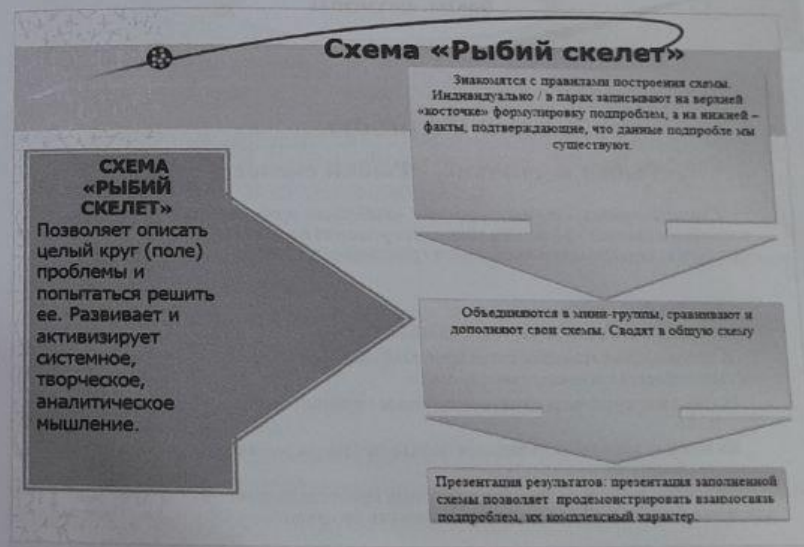 Схема «Рыбий скелет»
Знакомятся с правилами построения схемы.
Индивидуально / в парах записывают на верхней
«косточке» формулировку подпроблем, а на нижней –
факты, подтверждающие, что данные подпробле мы
существуют.
СХЕМА
«РЫБИЙ
СКЕЛЕТ»
Позволяет описать
целый круг (поле)
проблемы и
попытаться решить
ее. Развивает и
активизирует
системное,
творческое,
аналитическое
мышление.
Объединяются в мини-группы, сравнивают и
дополняют свои схемы. Сводят в общую схему
Презентация результатов: презентация заполненной
схемы позволяет продемонстрировать взаимосвязь
подпроблем, их комплексный характер.